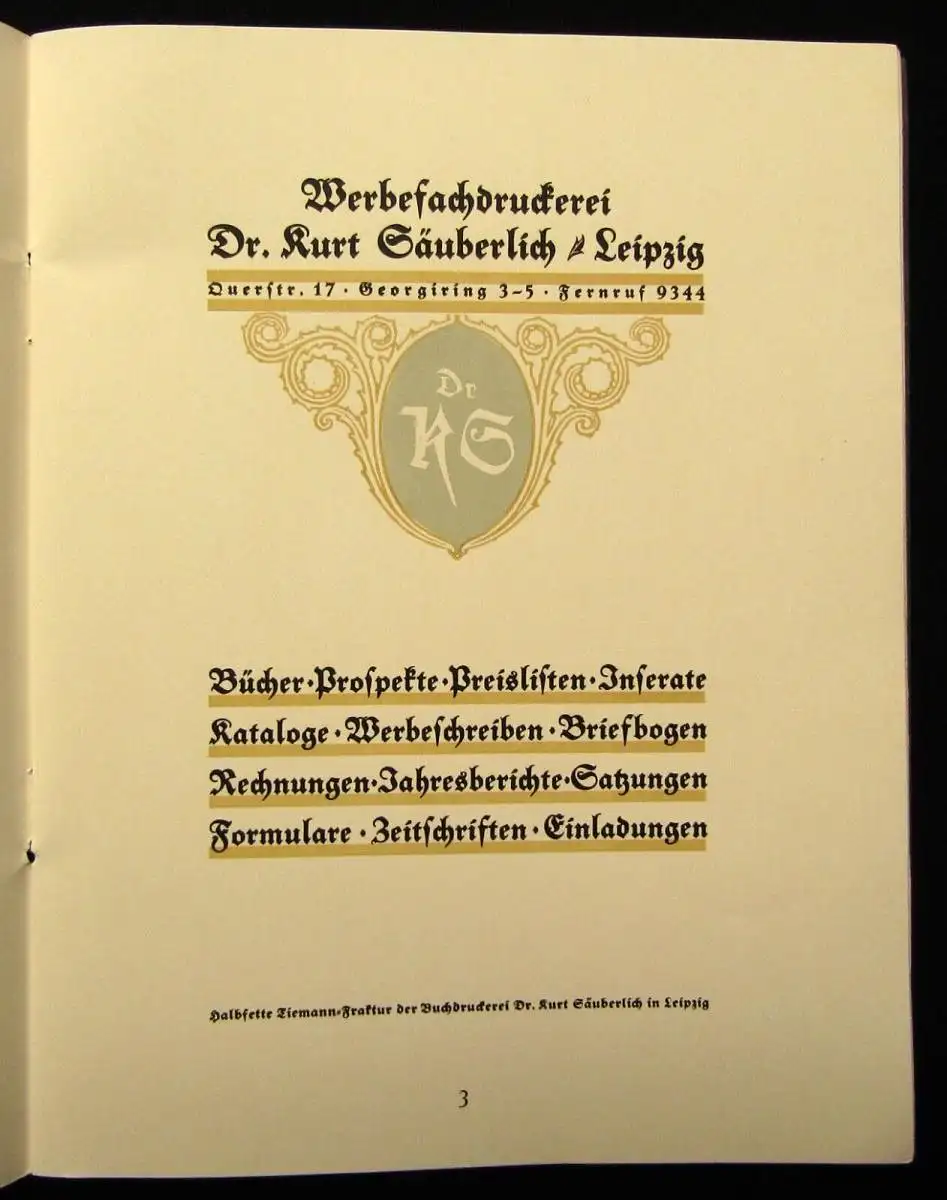 Werbefachdruckerei
Dr. Kurt Säuberlich Leipzig
Querstr. 17 · Georgiring 3-5 · Fernruf 9344
Dr
KS
Bücher · Prospekte · Preislisten · Inserate
Kataloge · Werbeschreiben · Briefbogen
Rechnungen · Jahresberichte · Satzungen
Formulare · Zeitschriften · Einladungen
Halbfette Tiemann-Fraktur der Buchdruckerei Dr. Kurt Säuberlich in Leipzig
3